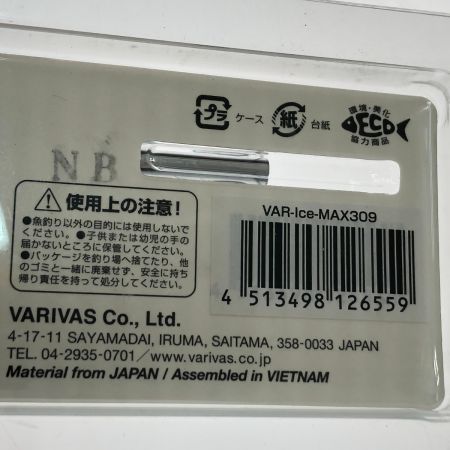 プラ ケース 紙 台紙
環境・美化
ECO
協力商品
NB
⚠使用上の注意!
●魚釣り以外の目的には使用しないで
ください。●子供または幼児の手の
届かないところに保管してください。
●パッケージを釣り場へ捨てたり、他
のゴミと一緒に廃棄せず、安全に持ち
帰り責任を持って処分してください。
VAR-Ice-MAX309
4 513498 126559
VARIVAS Co., Ltd.
4-17-11 SAYAMADAI, IRUMA, SAITAMA, 358-0033 JAPAN
TEL. 04-2935-0701/www.varivas.co.jp
Material from JAPAN / Assembled in VIETNAM